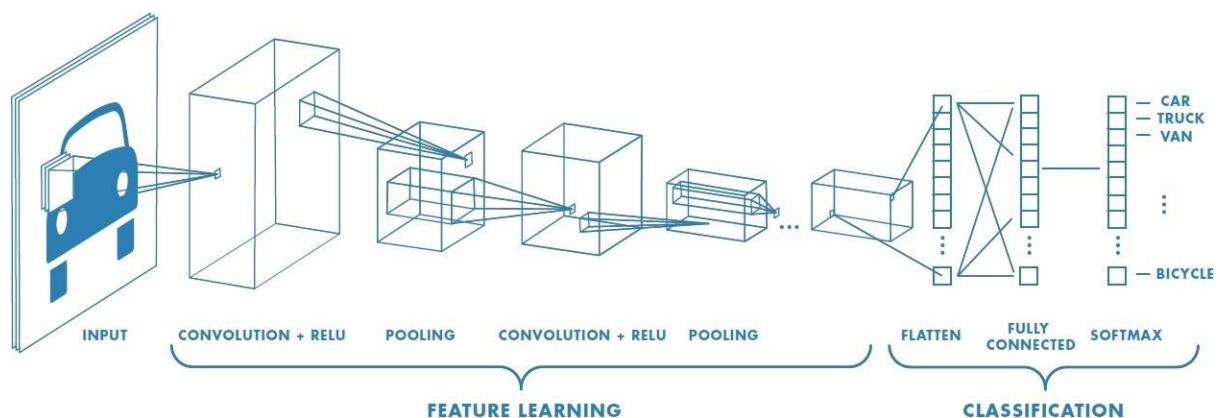 CAR
TRUCK
VAN
BICYCLE
INPUT
CONVOLUTION + RELU
POOLING
CONVOLUTION + RELU
POOLING
FLATTEN
FULLY
CONNECTED
SOFTMAX
FEATURE LEARNING
CLASSIFICATION